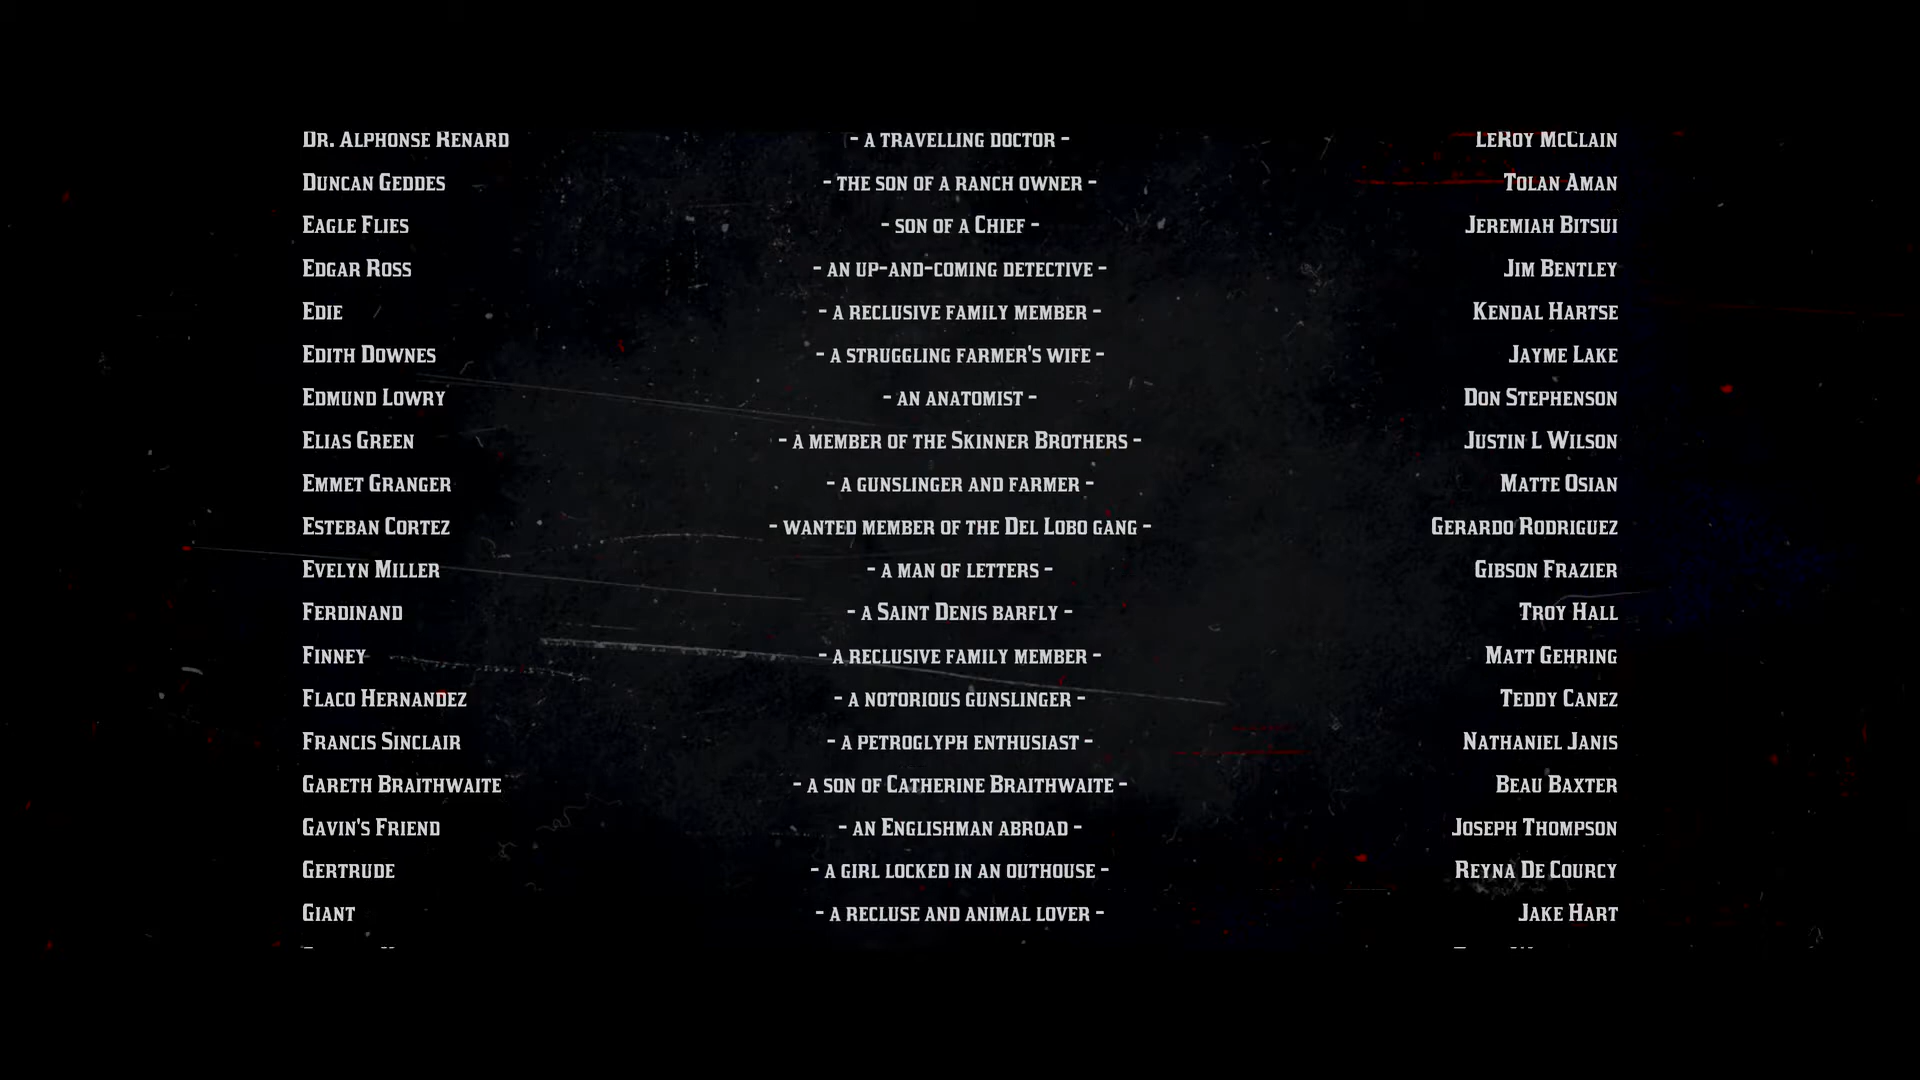 Dr. Alphonse Renard - a travelling doctor - LeRoy McClain
Duncan Geddes - the son of a ranch owner - Tolan Aman
Eagle Flies - son of a Chief - Jeremiah Bitsui
Edgar Ross - an up-and-coming detective - Jim Bentley
Edie - a reclusive family member - Kendal Hartse
Edith Downes - a struggling farmer's wife - Jayme Lake
Edmund Lowry - an anatomist - Don Stephenson
Elias Green - a member of the Skinner Brothers - Justin L Wilson
Emmet Granger - a gunslinger and farmer - Matte Osian
Esteban Cortez - wanted member of the Del Lobo gang - Gerardo Rodriguez
Evelyn Miller - a man of letters - Gibson Frazier
Ferdinand - a Saint Denis barfly - Troy Hall
Finney - a reclusive family member - Matt Gehring
Flaco Hernandez - a notorious gunslinger - Teddy Canez
Francis Sinclair - a petroglyph enthusiast - Nathaniel Janis
Gareth Braithwaite - a son of Catherine Braithwaite - Beau Baxter
Gavin's Friend - an Englishman abroad - Joseph Thompson
Gertrude - a girl locked in an outhouse - Reyna De Courcy
Giant - a recluse and animal lover - Jake Hart